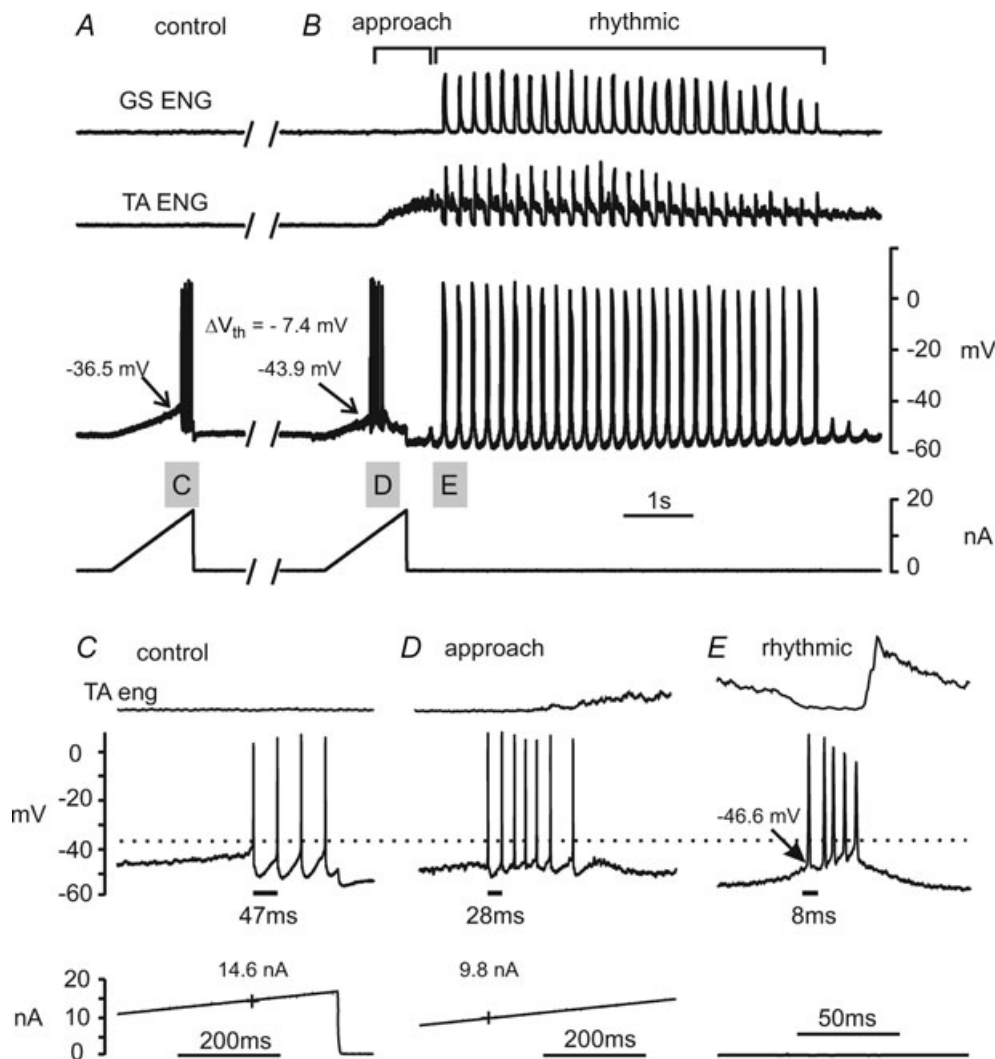 A control B approach rhythmic
GS ENG
TA ENG
ΔVth = - 7.4 mV
-36.5 mV
-43.9 mV
0
-20
mV
-40
-60
C D E
1s
20
nA
0
C control D approach E rhythmic
TA eng
0
-20
mV
-40
-60
-46.6 mV
47ms 28ms 8ms
14.6 nA 9.8 nA
20
nA 10
0
200ms 200ms 50ms